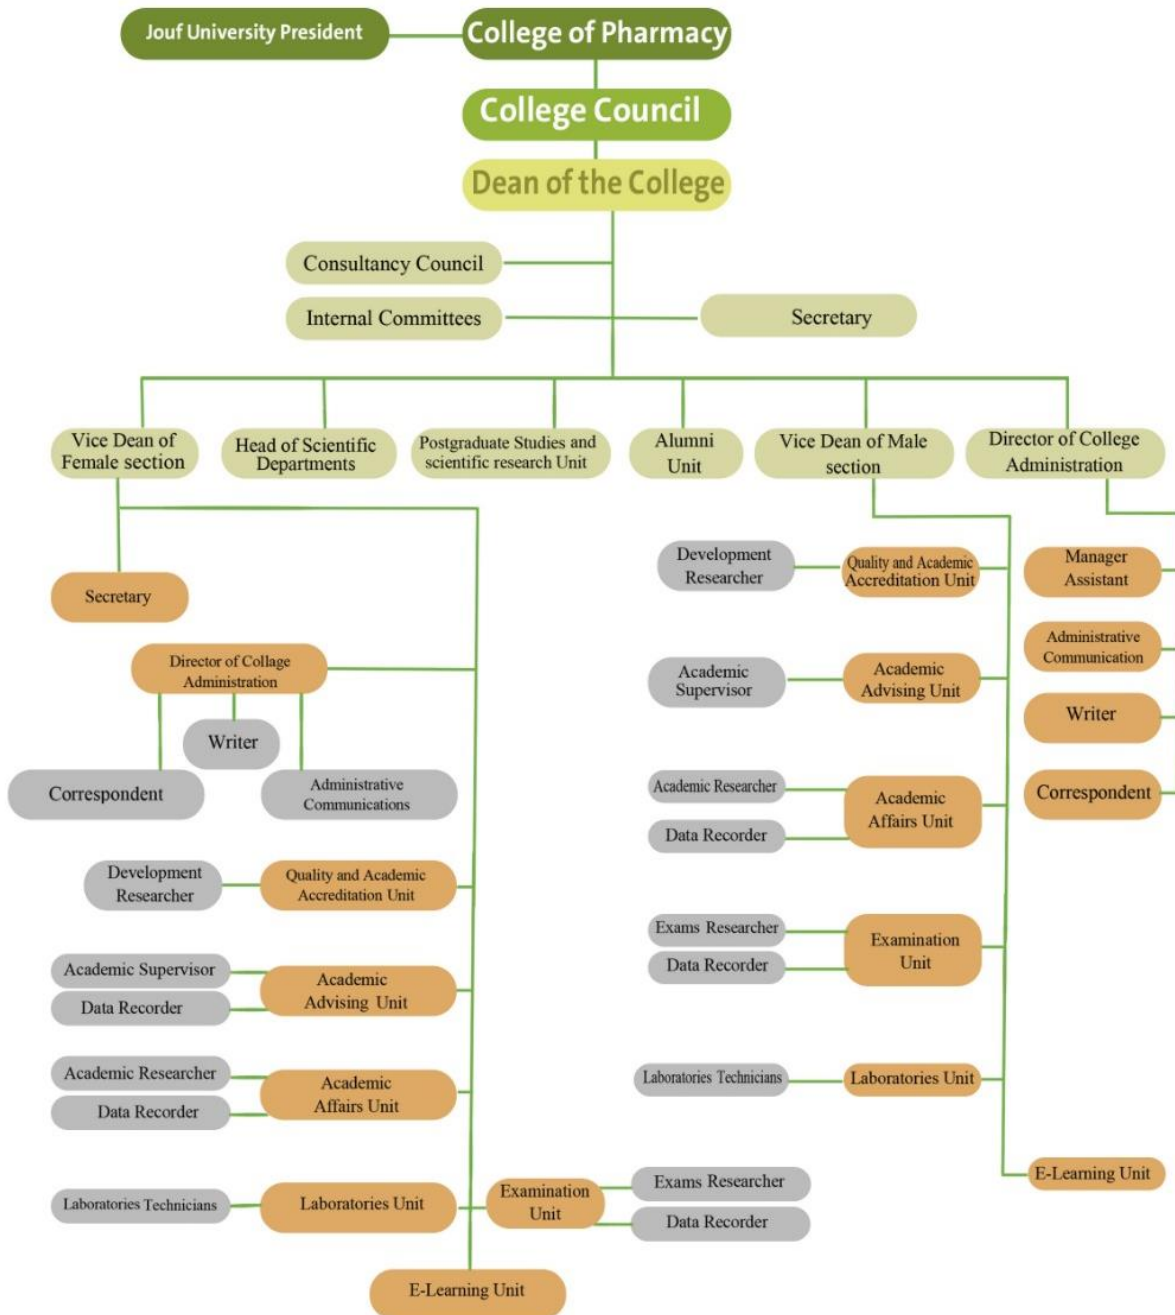 Jouf University President
College of Pharmacy
College Council
Dean of the College
Consultancy Council
Internal Committees
Secretary
Vice Dean of
Female section
Head of Scientific
Departments
Postgraduate Studies and
scientific research Unit
Alumni
Unit
Vice Dean of Male
section
Director of College
Administration
Secretary
Director of Collage
Administration
Writer
Correspondent
Administrative
Communications
Development
Researcher
Quality and Academic
Accreditation Unit
Academic Supervisor
Data Recorder
Academic
Advising Unit
Academic Researcher
Data Recorder
Academic
Affairs Unit
Laboratories Technicians
Laboratories Unit
Examination
Unit
Exams Researcher
Data Recorder
E-Learning Unit
Development
Researcher
Quality and Academic
Accreditation Unit
Academic
Supervisor
Academic
Advising Unit
Academic Researcher
Data Recorder
Academic
Affairs Unit
Exams Researcher
Data Recorder
Examination
Unit
Laboratories Technicians
Laboratories Unit
E-Learning Unit
Manager
Assistant
Administrative
Communication
Writer
Correspondent